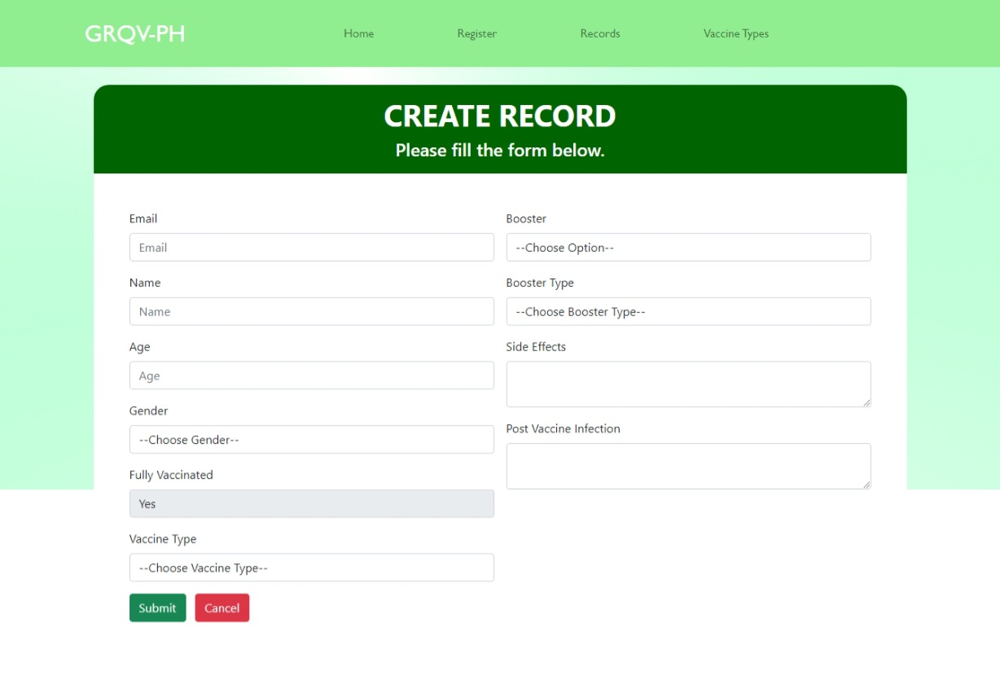 GRQV-PH
Home
Register
Records
Vaccine Types
CREATE RECORD
Please fill the form below.
Email
Email
Name
Name
Age
Age
Gender
--Choose Gender--
Fully Vaccinated
Yes
Vaccine Type
--Choose Vaccine Type--
Submit
Cancel
Booster
--Choose Option--
Booster Type
--Choose Booster Type--
Side Effects
Post Vaccine Infection